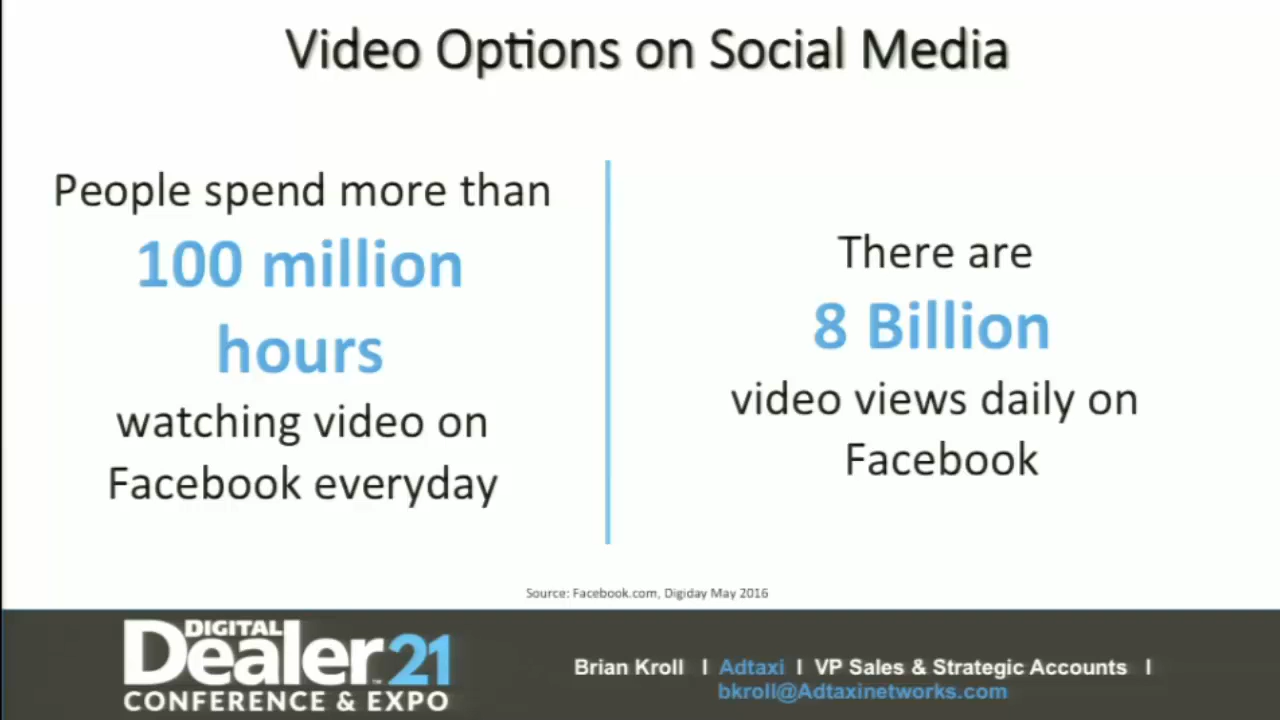 Video Options on Social Media
People spend more than
100 million
hours
watching video on
Facebook everyday
There are
8 Billion
video views daily on
Facebook
Source: Facebook.com, Digiday May 2016
DIGITAL
Dealer™ 21
CONFERENCE & EXPO
Brian Kroll | Adtaxi | VP Sales & Strategic Accounts |
bkroll@Adtaxinetworks.com